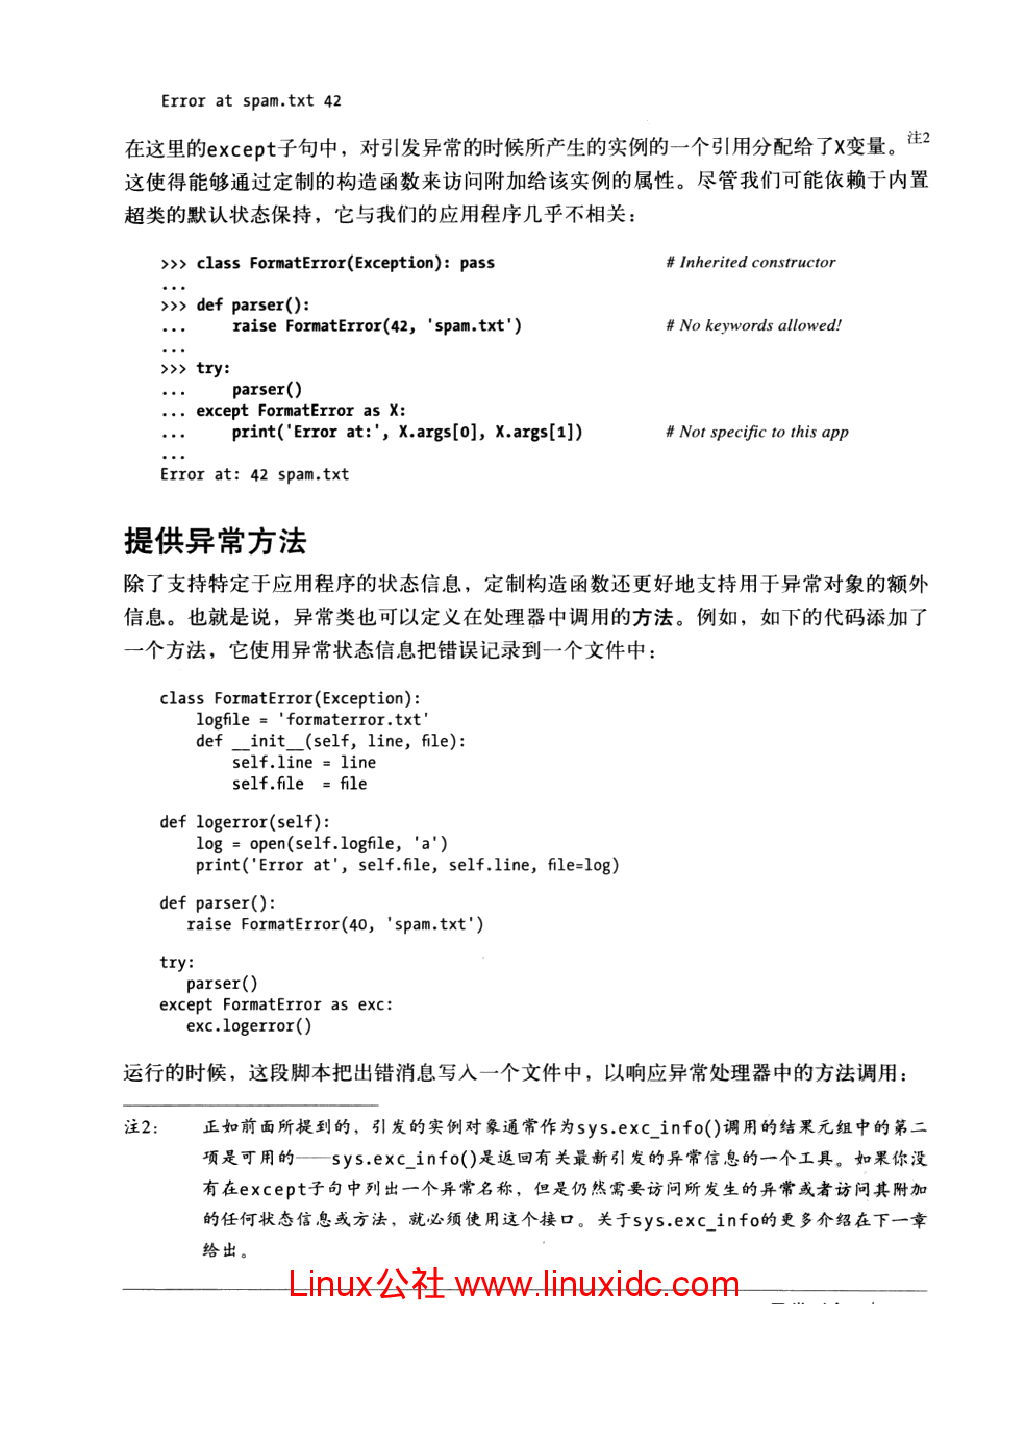 Error at spam.txt 42
在这里的except子句中，对引发异常的时候所产生的实例的一个引用分配给了X变量。注2
这使得能够通过定制的构造函数来访问附加给该实例的属性。尽管我们可能依赖于内置
超类的默认状态保持，它与我们的应用程序几乎不相关：
>>> class FormatError(Exception): pass # Inherited constructor
...
>>> def parser():
... raise FormatError(42, 'spam.txt') # No keywords allowed!
...
>>> try:
... parser()
... except FormatError as X:
... print('Error at:', X.args[0], X.args[1]) # Not specific to this app
...
Error at: 42 spam.txt
提供异常方法
除了支持特定于应用程序的状态信息，定制构造函数还更好地支持用于异常对象的额外
信息。也就是说，异常类也可以定义在处理器中调用的方法。例如，如下的代码添加了
一个方法，它使用异常状态信息把错误记录到一个文件中：
class FormatError(Exception):
logfile = 'formaterror.txt'
def __init__(self, line, file):
self.line = line
self.file = file
def logerror(self):
log = open(self.logfile, 'a')
print('Error at', self.file, self.line, file=log)
def parser():
raise FormatError(40, 'spam.txt')
try:
parser()
except FormatError as exc:
exc.logerror()
运行的时候，这段脚本把出错消息写入一个文件中，以响应异常处理器中的方法调用：
注2： 正如前面所提到的，引发的实例对象通常作为sys.exc_info()调用的结果元组中的第二
项是可用的——sys.exc_info()是返回有关最新引发的异常信息的一个工具。如果你没
有在except子句中列出一个异常名称，但是仍然需要访问所发生的异常或者访问其附加
的任何状态信息或方法，就必须使用这个接口。关于sys.exc_info的更多介绍在下一章
给出。
Linux公社 www.linuxidc.com